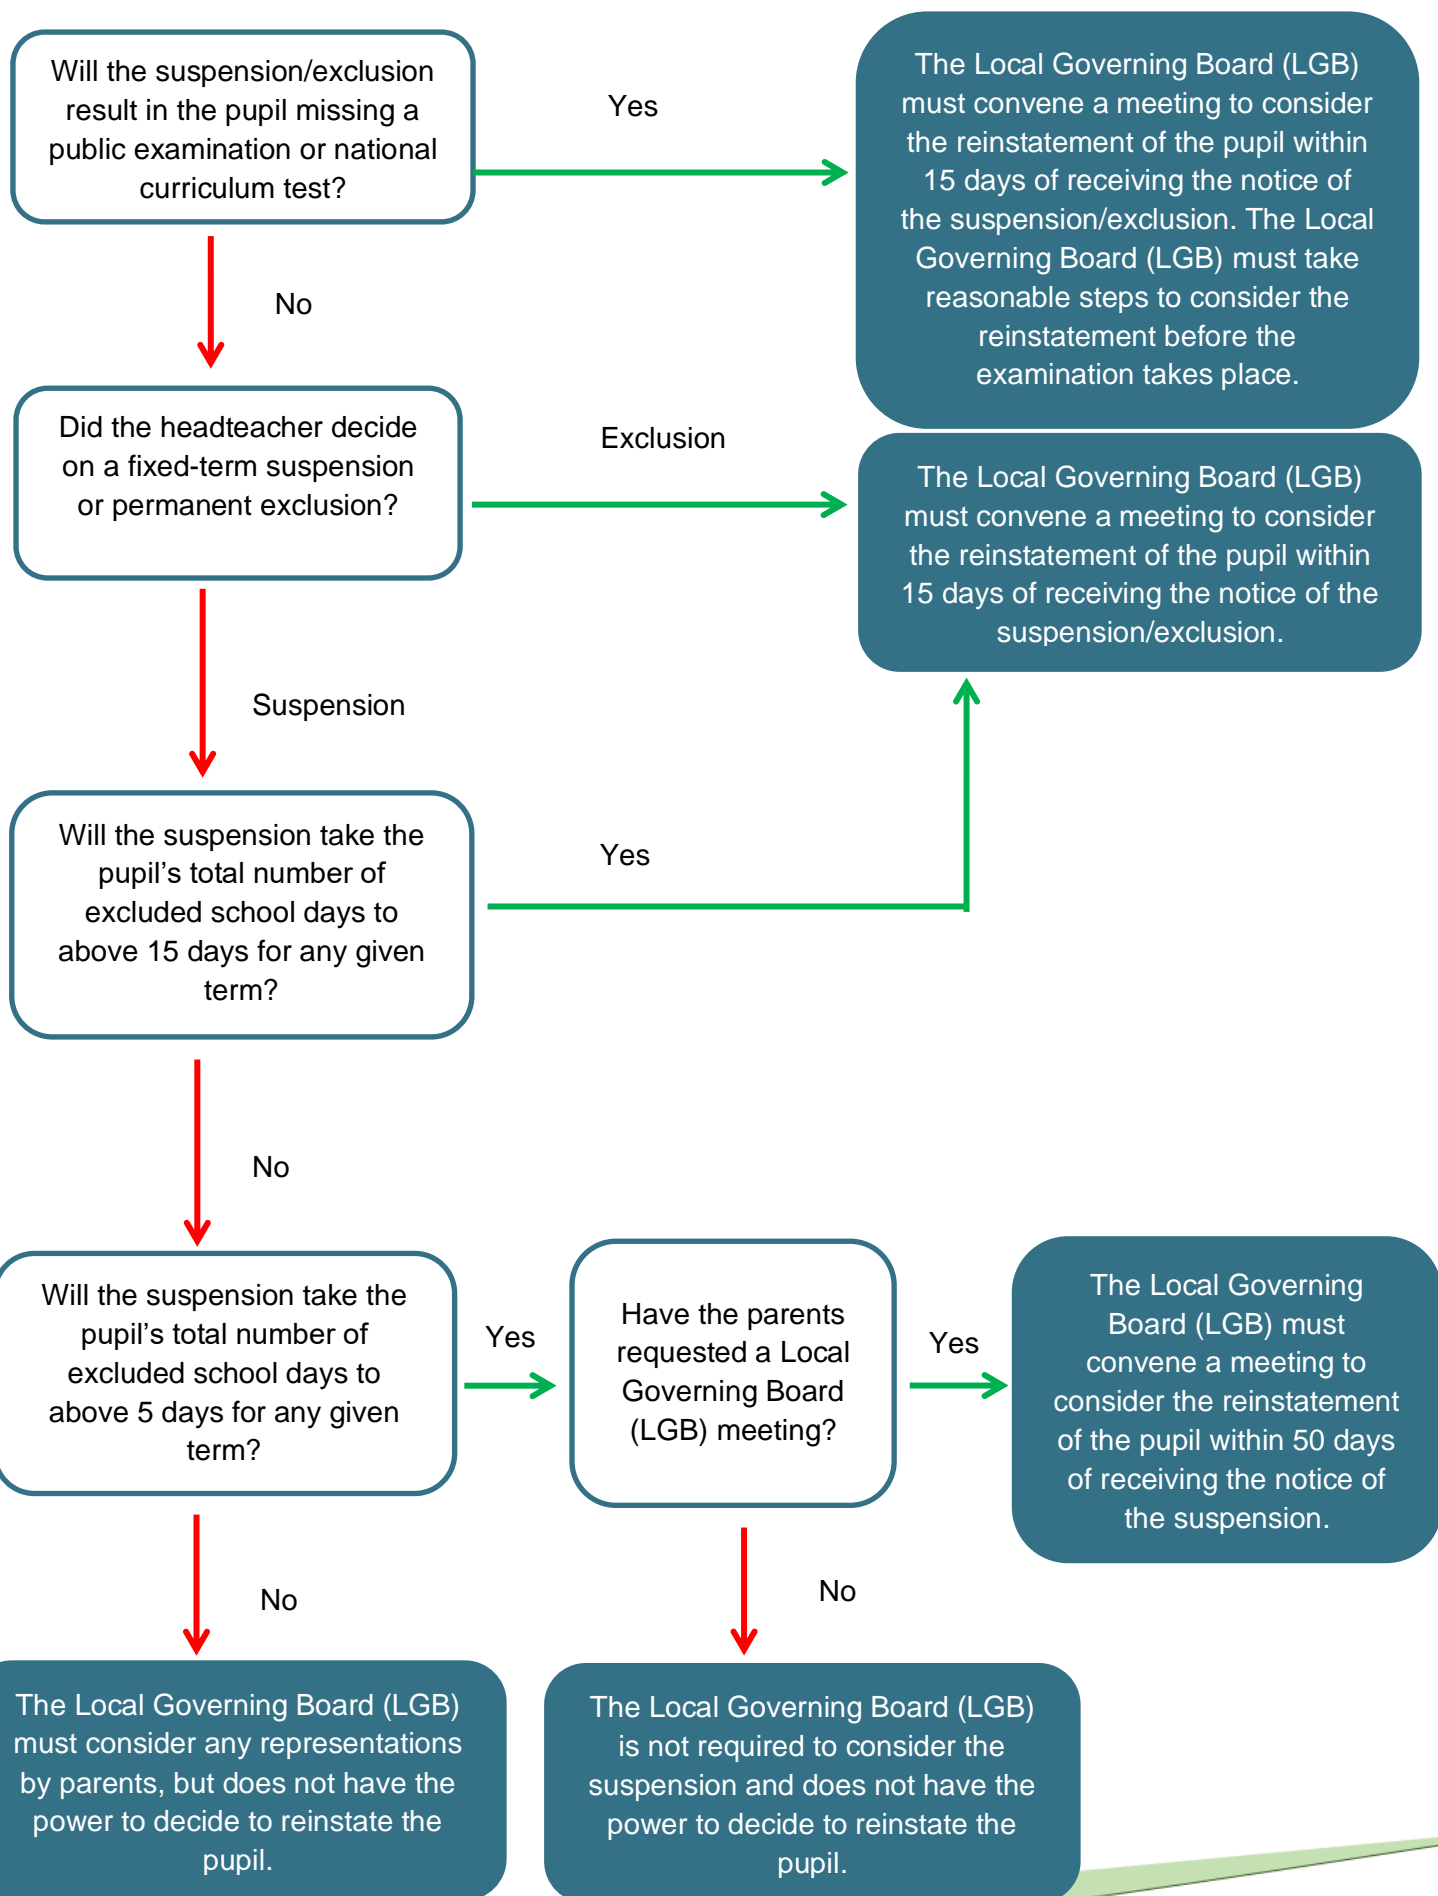 Will the suspension/exclusion
result in the pupil missing a
public examination or national
curriculum test?
Yes
The Local Governing Board (LGB)
must convene a meeting to consider
the reinstatement of the pupil within
15 days of receiving the notice of
the suspension/exclusion. The Local
Governing Board (LGB) must take
reasonable steps to consider the
reinstatement before the
examination takes place.
No
Did the headteacher decide
on a fixed-term suspension
or permanent exclusion?
Exclusion
The Local Governing Board (LGB)
must convene a meeting to consider
the reinstatement of the pupil within
15 days of receiving the notice of the
suspension/exclusion.
Suspension
Will the suspension take the
pupil’s total number of
excluded school days to
above 15 days for any given
term?
Yes
No
Will the suspension take the
pupil’s total number of
excluded school days to
above 5 days for any given
term?
Yes
Have the parents
requested a Local
Governing Board
(LGB) meeting?
Yes
The Local Governing
Board (LGB) must
convene a meeting to
consider the reinstatement
of the pupil within 50 days
of receiving the notice of
the suspension.
No
No
The Local Governing Board (LGB)
must consider any representations
by parents, but does not have the
power to decide to reinstate the
pupil.
The Local Governing Board (LGB)
is not required to consider the
suspension and does not have the
power to decide to reinstate the
pupil.